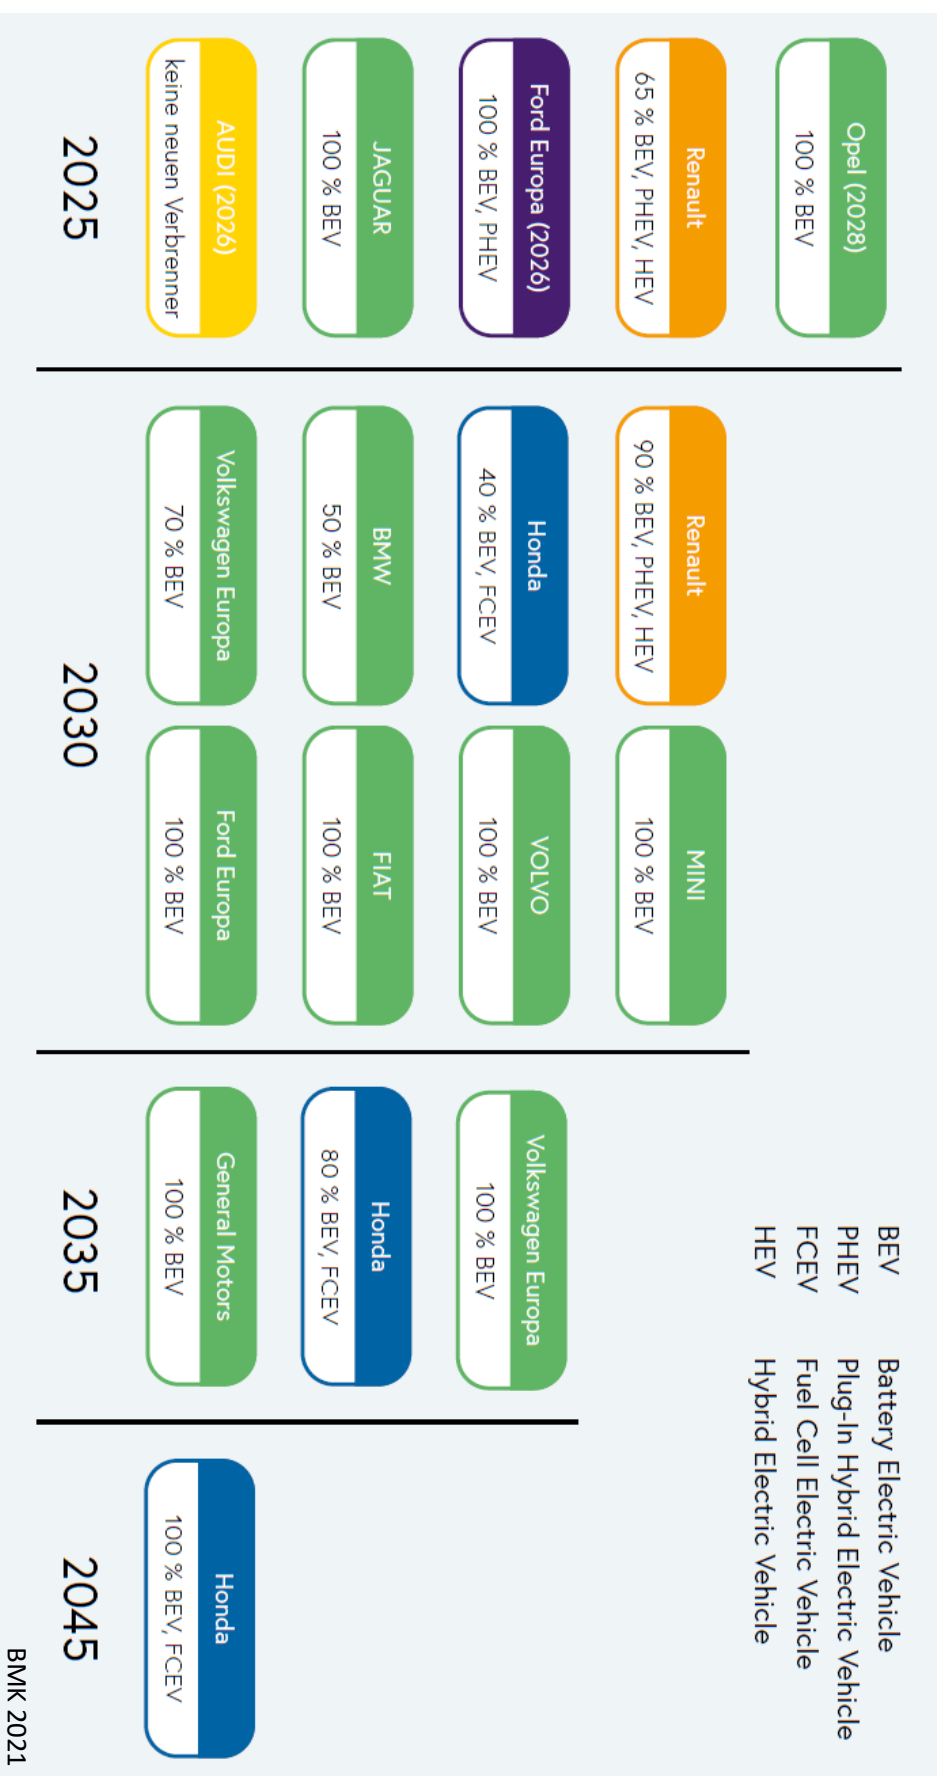 Opel (2028)
100 % BEV
Renault
65 % BEV, PHEV, HEV
Ford Europa (2026)
100 % BEV, PHEV
JAGUAR
100 % BEV
AUDI (2026)
keine neuen Verbrenner
2025
Renault
90 % BEV, PHEV, HEV
MINI
100 % BEV
Honda
40 % BEV, FCEV
VOLVO
100 % BEV
BMW
50 % BEV
FIAT
100 % BEV
Volkswagen Europa
70 % BEV
Ford Europa
100 % BEV
2030
Volkswagen Europa
100 % BEV
Honda
80 % BEV, FCEV
General Motors
100 % BEV
2035
Honda
100 % BEV, FCEV
2045
BEV Battery Electric Vehicle
PHEV Plug-In Hybrid Electric Vehicle
FCEV Fuel Cell Electric Vehicle
HEV Hybrid Electric Vehicle
BMK 2021